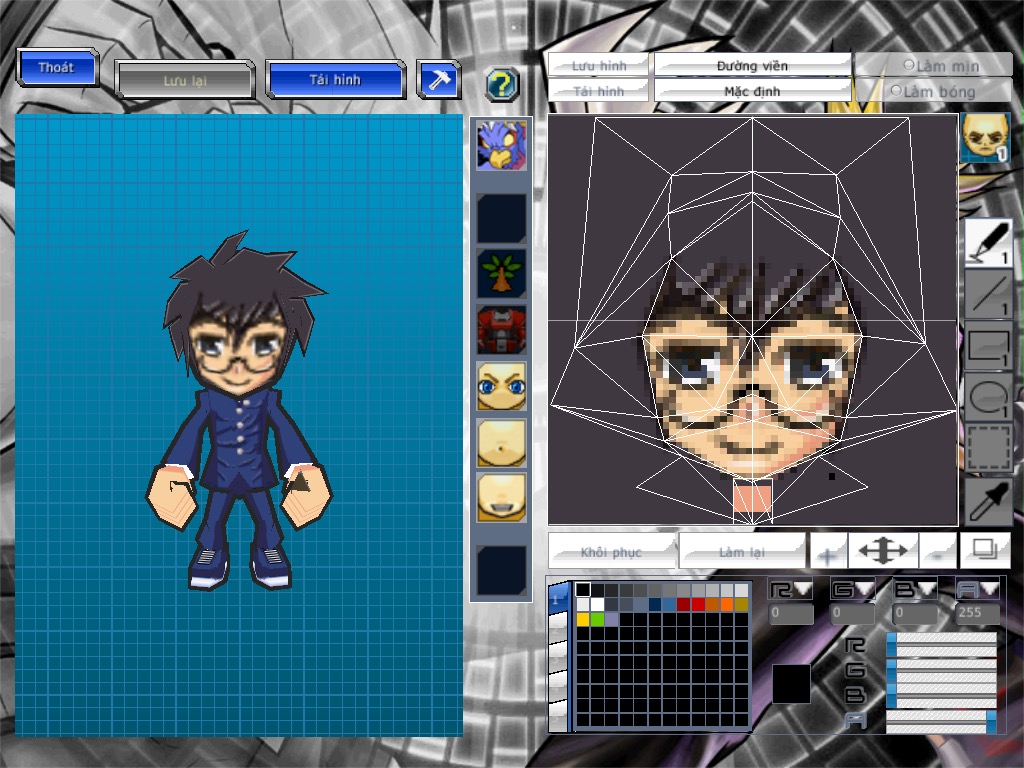 Thoát
Lưu lại
Tải hình
?
Lưu hình
Đường viền
Làm mịn
Tải hình
Mặc định
Làm bóng
1
1
1
1
1
Khôi phục
Làm lại
+
-
1
R
G
B
A
0
0
0
255
R
G
B
A